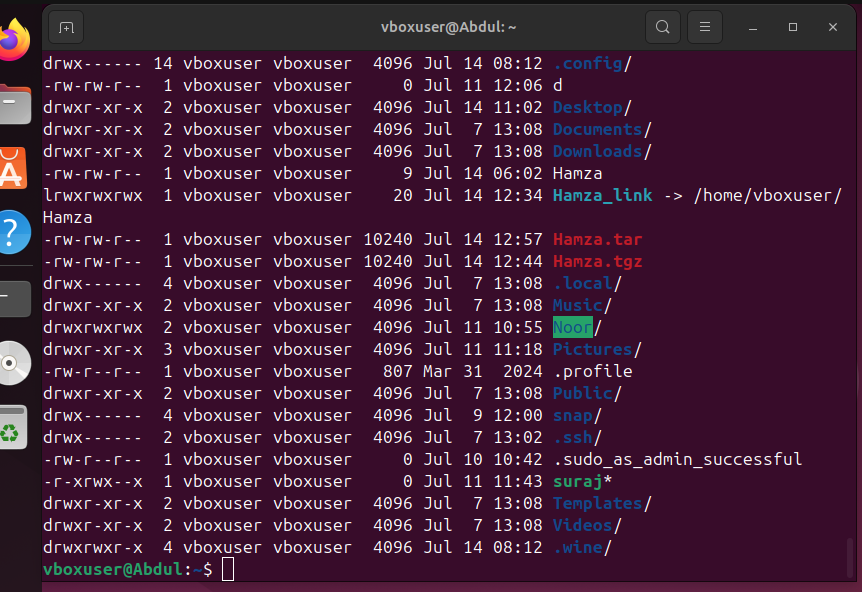 vboxuser@Abdul: ~
drwx------ 14 vboxuser vboxuser  4096 Jul 14 08:12 .config/
-rw-rw-r--  1 vboxuser vboxuser     0 Jul 11 12:06 d
drwxr-xr-x  2 vboxuser vboxuser  4096 Jul 14 11:02 Desktop/
drwxr-xr-x  2 vboxuser vboxuser  4096 Jul  7 13:08 Documents/
drwxr-xr-x  2 vboxuser vboxuser  4096 Jul  7 13:08 Downloads/
-rw-rw-r--  1 vboxuser vboxuser     9 Jul 14 06:02 Hamza
lrwxrwxrwx  1 vboxuser vboxuser    20 Jul 14 12:34 Hamza_link -> /home/vboxuser/
Hamza
-rw-rw-r--  1 vboxuser vboxuser 10240 Jul 14 12:57 Hamza.tar
-rw-rw-r--  1 vboxuser vboxuser 10240 Jul 14 12:44 Hamza.tgz
drwx------  4 vboxuser vboxuser  4096 Jul  7 13:08 .local/
drwxr-xr-x  2 vboxuser vboxuser  4096 Jul  7 13:08 Music/
drwxrwxrwx  2 vboxuser vboxuser  4096 Jul 11 10:55 Noor/
drwxr-xr-x  3 vboxuser vboxuser  4096 Jul 11 11:18 Pictures/
-rw-r--r--  1 vboxuser vboxuser   807 Mar 31  2024 .profile
drwxr-xr-x  2 vboxuser vboxuser  4096 Jul  7 13:08 Public/
drwx------  4 vboxuser vboxuser  4096 Jul  9 12:00 snap/
drwx------  2 vboxuser vboxuser  4096 Jul  7 13:02 .ssh/
-rw-r--r--  1 vboxuser vboxuser     0 Jul 10 10:42 .sudo_as_admin_successful
-r-xrwx--x  1 vboxuser vboxuser     0 Jul 11 11:43 suraj*
drwxr-xr-x  2 vboxuser vboxuser  4096 Jul  7 13:08 Templates/
drwxr-xr-x  2 vboxuser vboxuser  4096 Jul  7 13:08 Videos/
drwxrwxr-x  4 vboxuser vboxuser  4096 Jul 14 08:12 .wine/
vboxuser@Abdul:~$